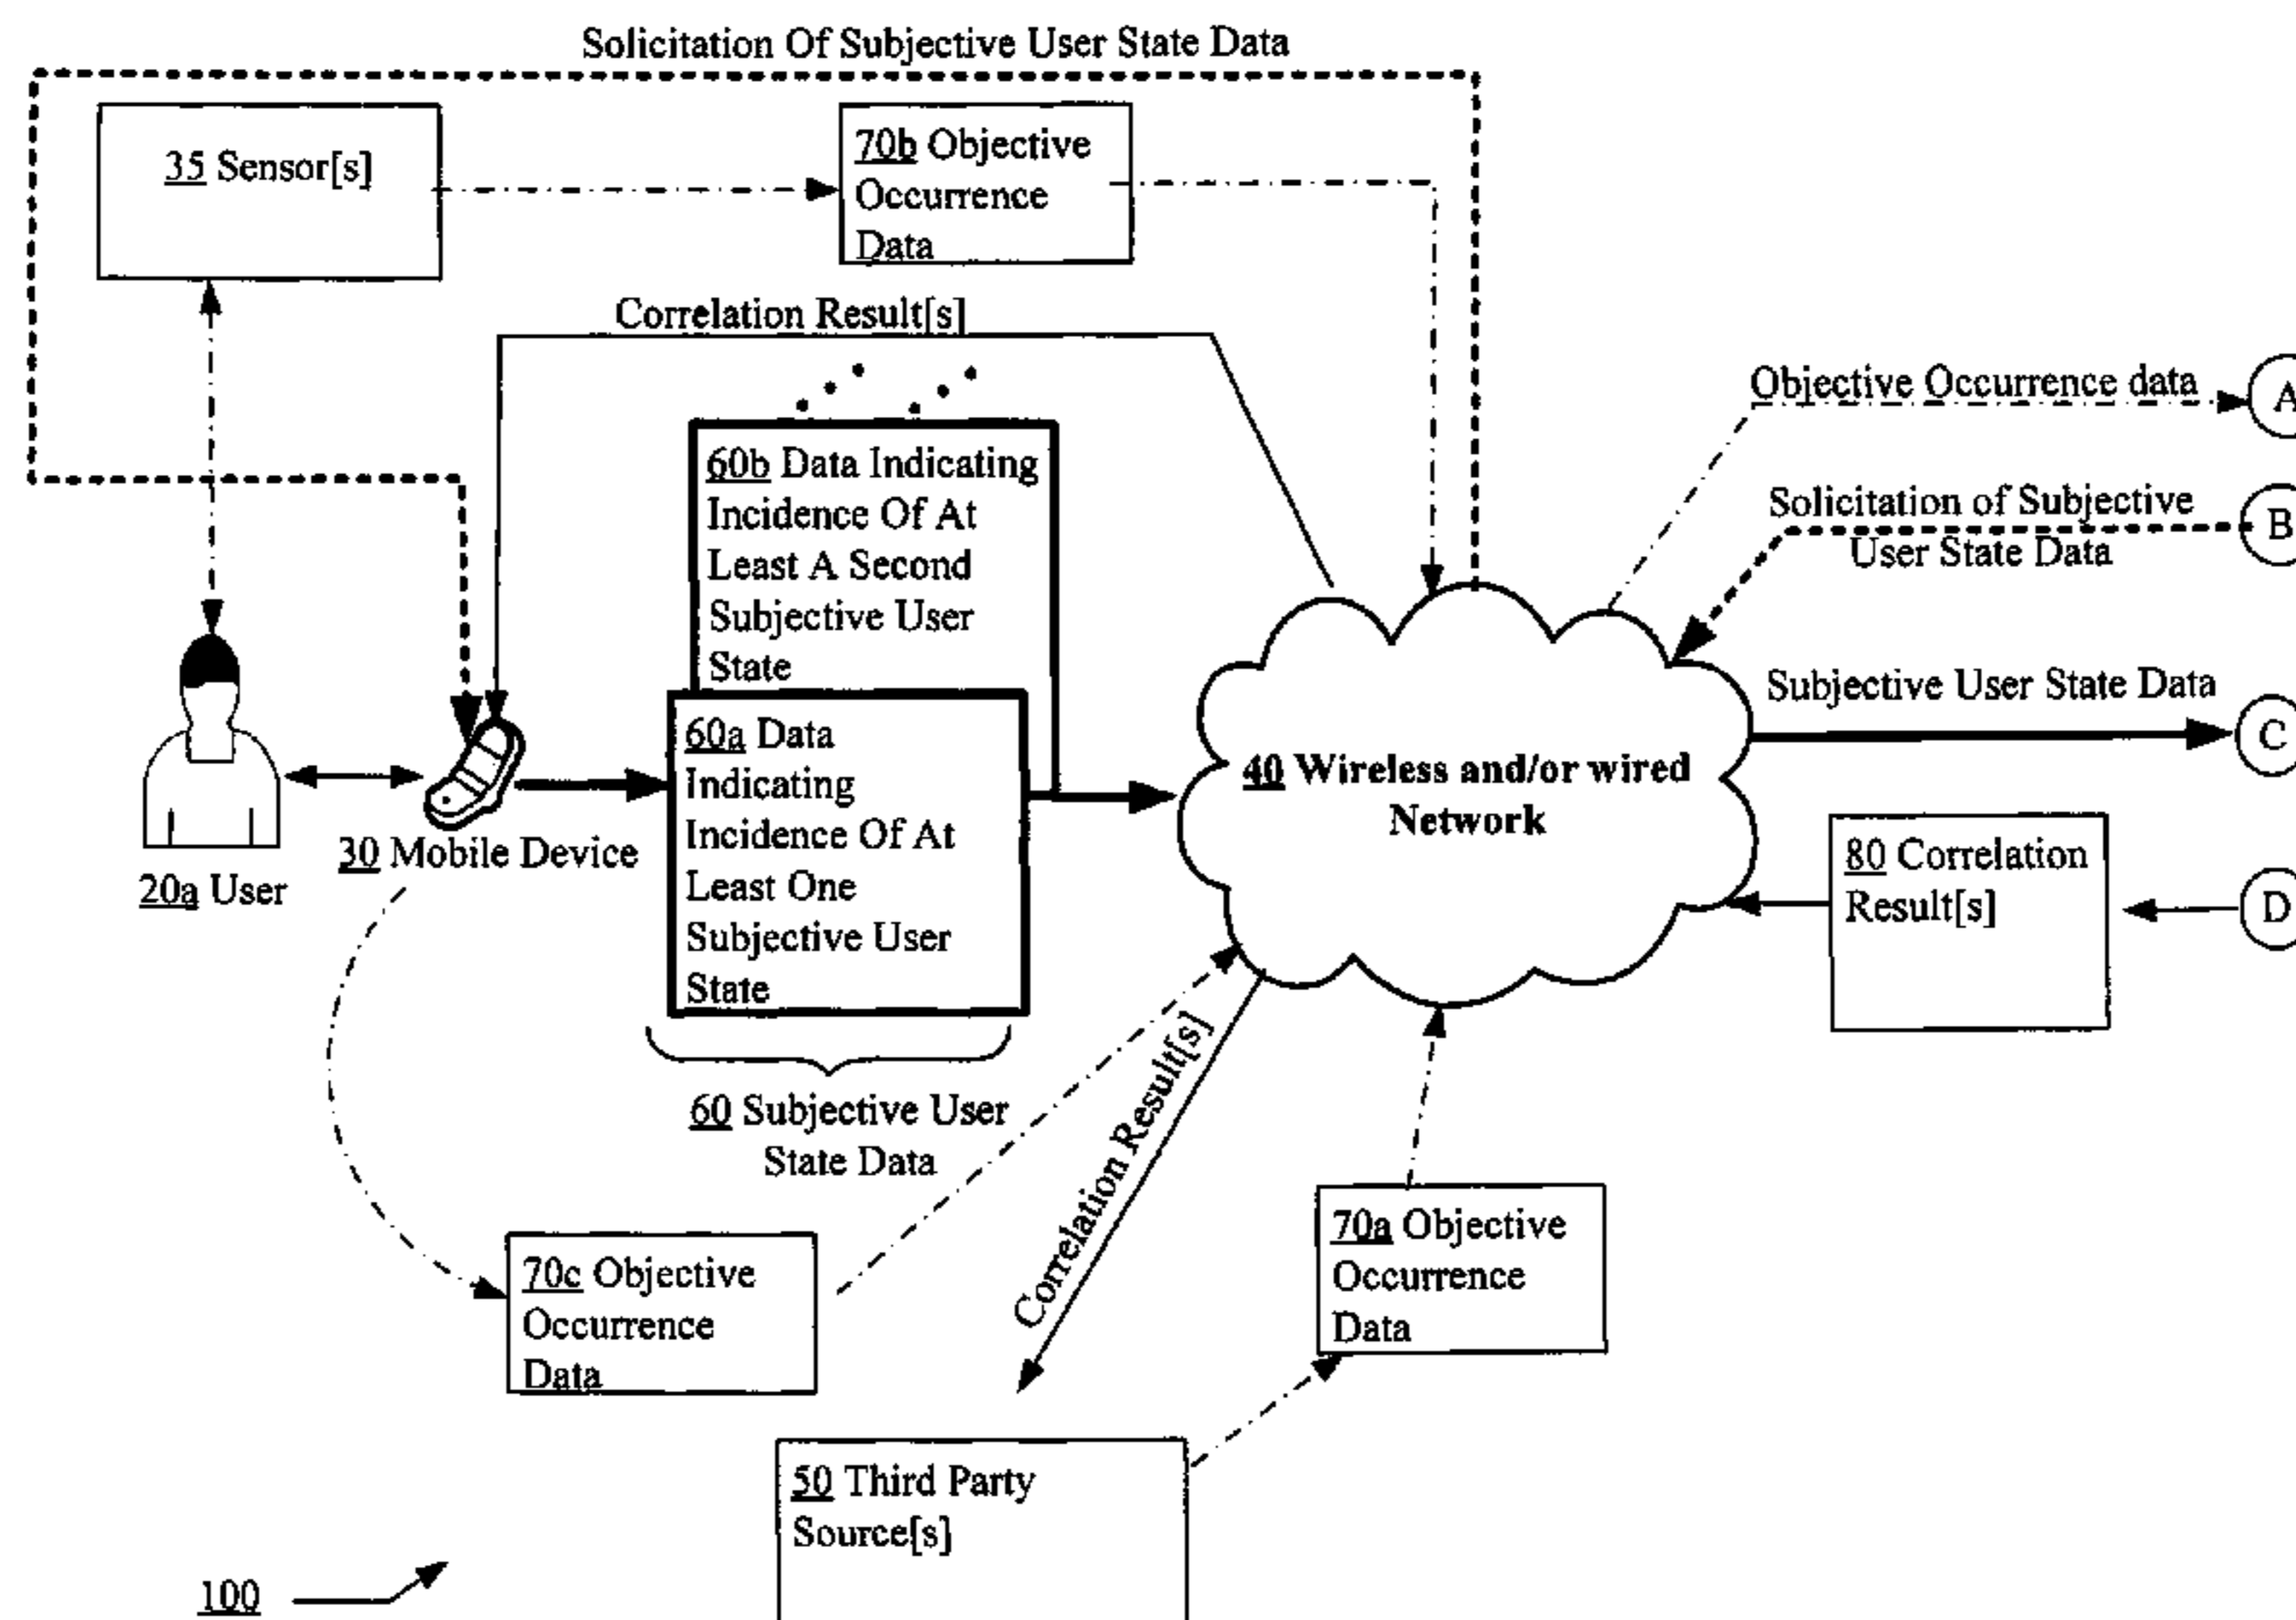 Solicitation Of Subjective User State Data
35 Sensor[s]
70b Objective
Occurrence
Data
Correlation Result[s]
Objective Occurrence data
A
60b Data Indicating
Incidence Of At
Least A Second
Subjective User
State
Solicitation of Subjective
User State Data
B
Subjective User State Data
C
60a Data
Indicating
Incidence Of At
Least One
Subjective User
State
40 Wireless and/or wired
Network
30 Mobile Device
20a User
80 Correlation
Result[s]
D
60 Subjective User
State Data
Correlation Result[s]
70c Objective
Occurrence
Data
70a Objective
Occurrence
Data
50 Third Party
Source[s]
100